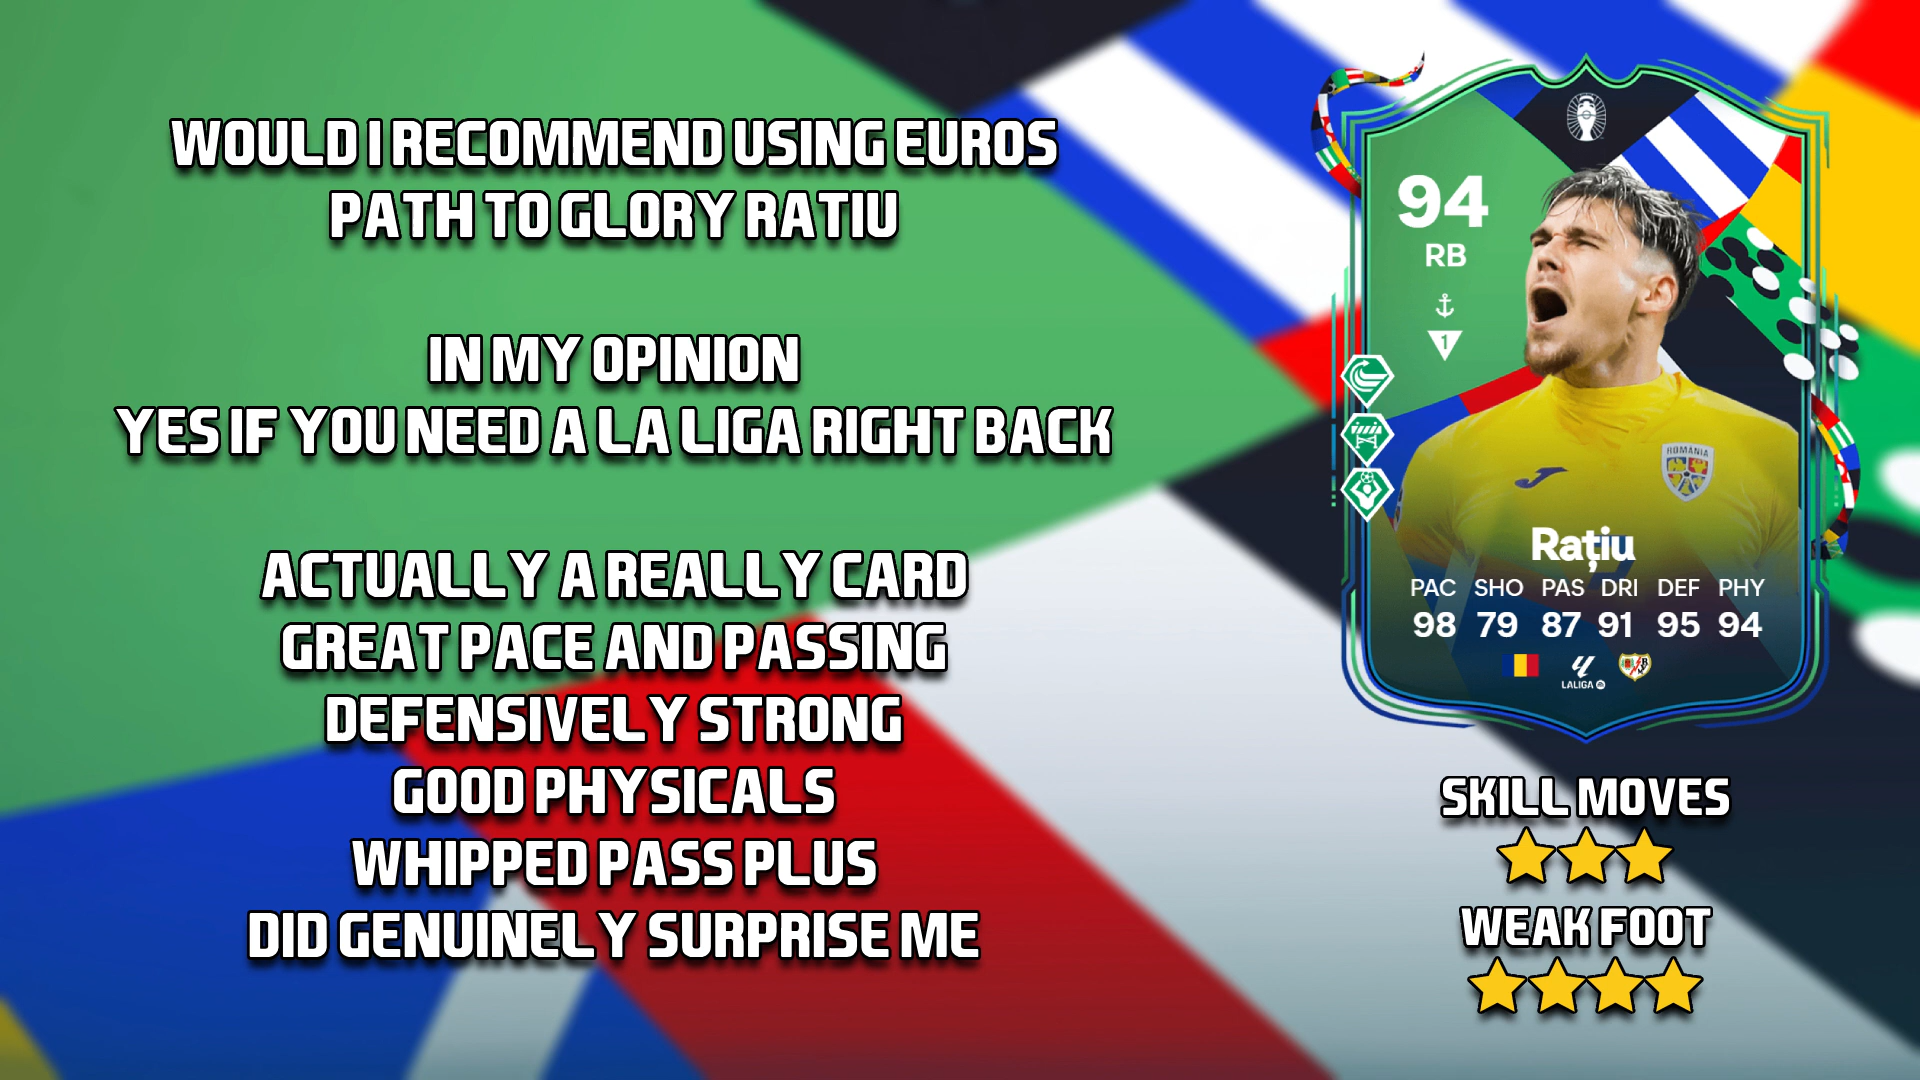 WOULD I RECOMMEND USING EUROS
PATH TO GLORY RATIU
IN MY OPINION
YES IF YOU NEED A LA LIGA RIGHT BACK
ACTUALLY A REALLY CARD
GREAT PACE AND PASSING
DEFENSIVELY STRONG
GOOD PHYSICALS
WHIPPED PASS PLUS
DID GENUINELY SURPRISE ME
94
RB
1
ROMANIA
Rațiu
PAC SHO PAS DRI DEF PHY
98 79 87 91 95 94
LALIGA
SKILL MOVES
WEAK FOOT